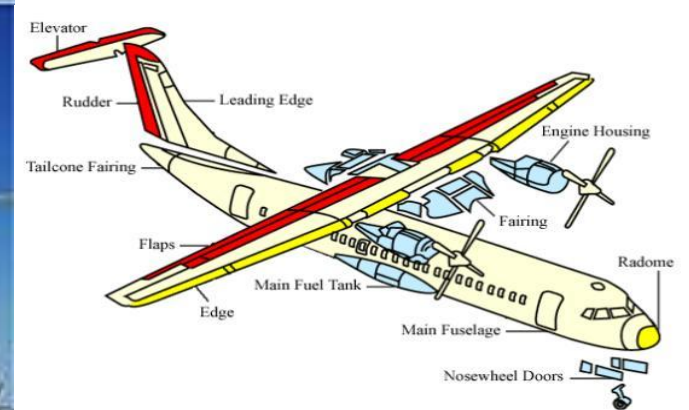 Elevator
Rudder
Leading Edge
Engine Housing
Tailcone Fairing
Fairing
Flaps
Radome
Main Fuel Tank
Edge
Main Fuselage
Nosewheel Doors